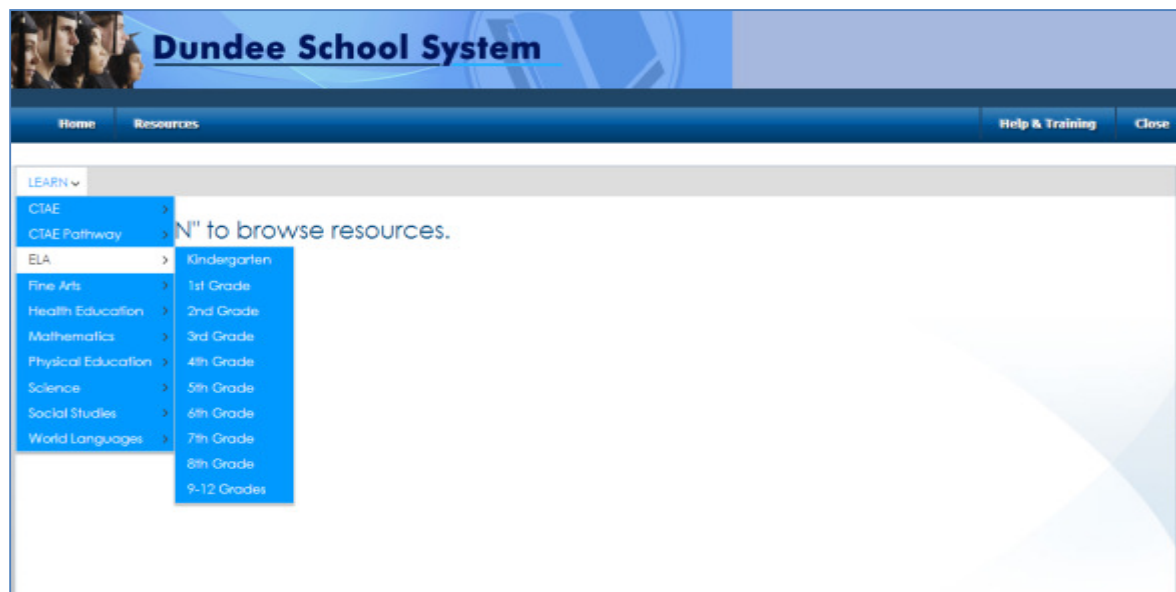 Dundee School System
Home Resources Help & Training Close
LEARN
CTAE
CTAE Pathway
N" to browse resources.
ELA
Fine Arts
Health Education
Mathematics
Physical Education
Science
Social Studies
World Languages
Kindergarten
1st Grade
2nd Grade
3rd Grade
4th Grade
5th Grade
6th Grade
7th Grade
8th Grade
9-12 Grades